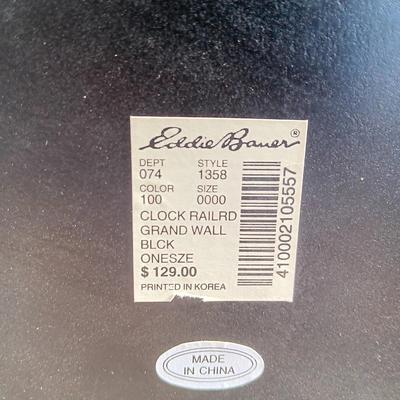 Eddie Bauer®
DEPT STYLE
074 1358
COLOR SIZE
100 0000
CLOCK RAILRD
GRAND WALL
BLCK
ONESZE
$ 129.00
PRINTED IN KOREA
410002105557
MADE
IN CHINA